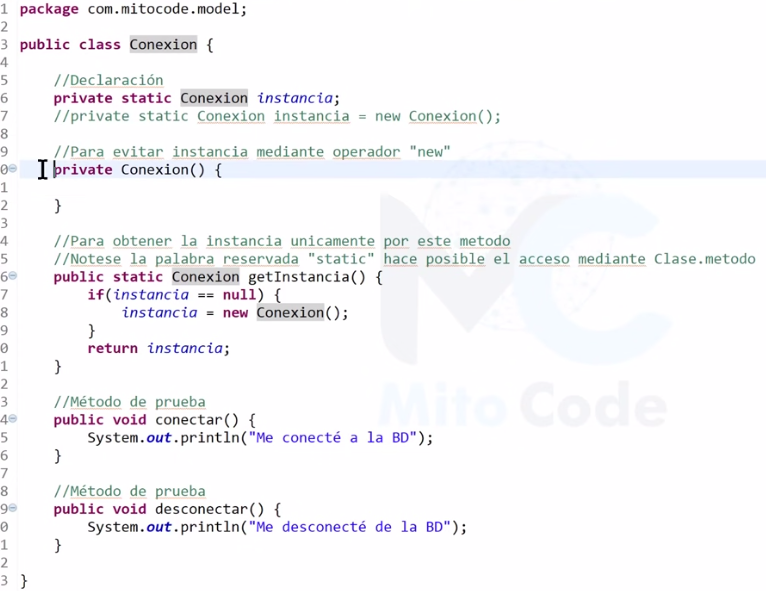 1 package com.mitocode.model;
2
3 public class Conexion {
4
5 //Declaración
6 private static Conexion instancia;
7 //private static Conexion instancia = new Conexion();
8
9 //Para evitar instancia mediante operador "new"
0 private Conexion() {
1
2 }
3
4 //Para obtener la instancia unicamente por este metodo
5 //Notese la palabra reservada "static" hace posible el acceso mediante Clase.metodo
6 public static Conexion getInstancia() {
7 if(instancia == null) {
8 instancia = new Conexion();
9 }
0 return instancia;
1 }
2
3 //Método de prueba
4 public void conectar() {
5 System.out.println("Me conecté a la BD");
6 }
7
8 //Método de prueba
9 public void desconectar() {
0 System.out.println("Me desconecté de la BD");
1 }
2
3 }
MC
Mito Code